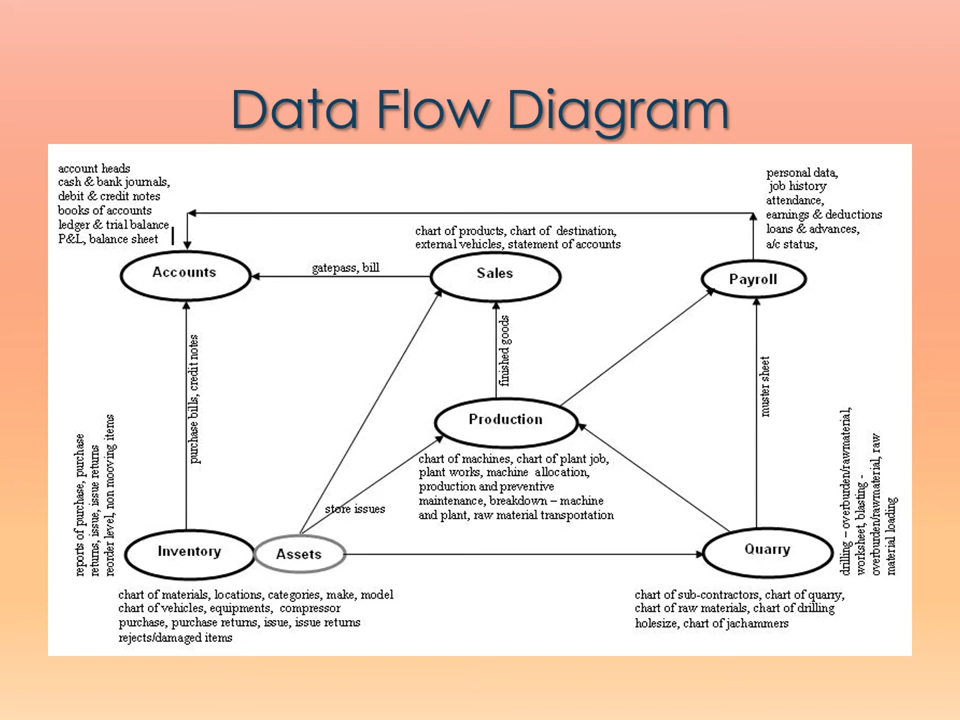 Data Flow Diagram
account heads
cash & bank journals,
debit & credit notes
books of accounts
ledger & trial balance
P&L, balance sheet
personal data,
job history
attendance,
earnings & deductions
loans & advances,
a/c status,
chart of products, chart of destination,
external vehicles, statement of accounts
Accounts
gatepass, bill
Sales
Payroll
purchase bills, credit notes
finished goods
muster sheet
Production
chart of machines, chart of plant job,
plant works, machine allocation,
production and preventive
maintenance, breakdown – machine
and plant, raw material transportation
store issues
reports of purchase, purchase
returns, issue, issue returns
reorder level, non mooving items
drilling – overburden/rawmaterial,
worksheet, blasting -
overburden/rawmaterial, raw
material loading
Inventory
Assets
Quarry
chart of materials, locations, categories, make, model
chart of vehicles, equipments, compressor
purchase, purchase returns, issue, issue returns
rejects/damaged items
chart of sub-contractors, chart of quarry,
chart of raw materials, chart of drilling
holesize, chart of jachammers